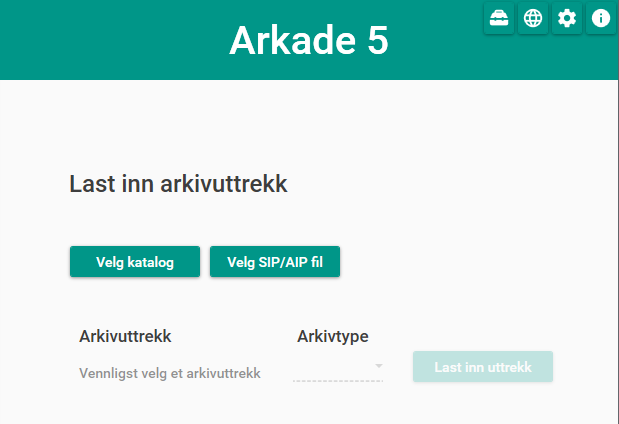 Arkade 5
Last inn arkivuttrekk
Velg katalog
Velg SIP/AIP fil
Arkivuttrekk
Arkivtype
Vennligst velg et arkivuttrekk
Last inn uttrekk